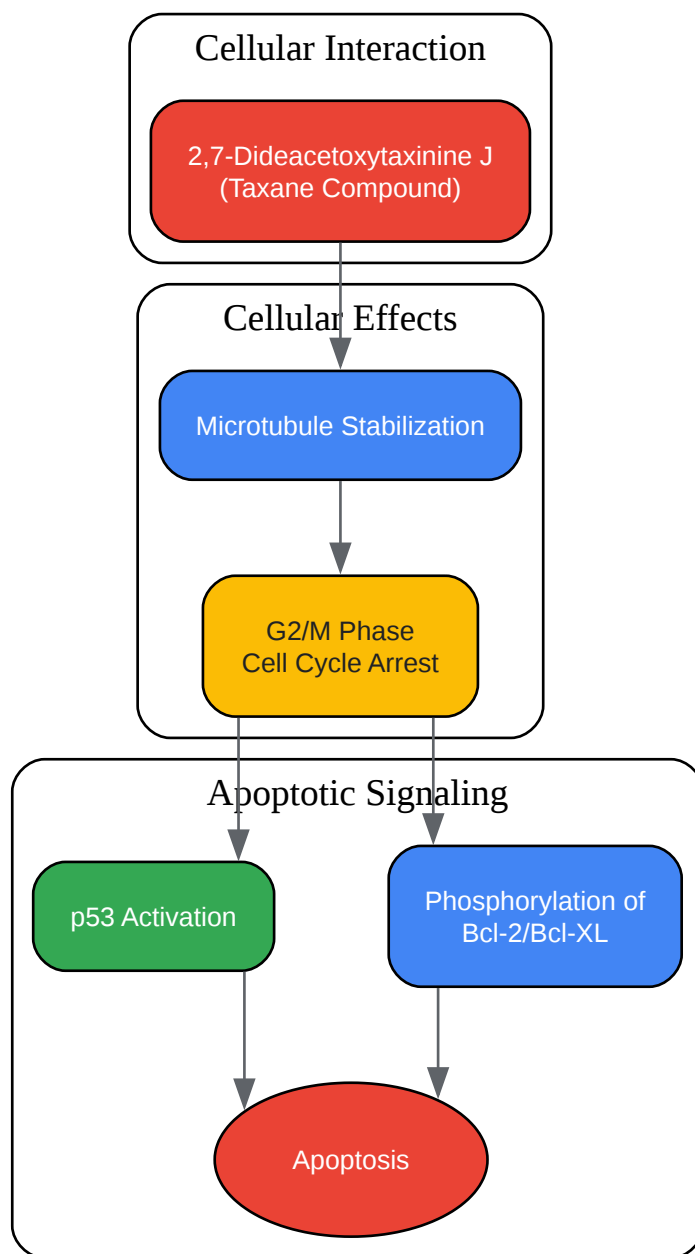 Cellular Interaction
2,7-Dideacetoxytaxinine J
(Taxane Compound)
Cellular Effects
Microtubule Stabilization
G2/M Phase
Cell Cycle Arrest
Apoptotic Signaling
p53 Activation
Phosphorylation of
Bcl-2/Bcl-XL
Apoptosis